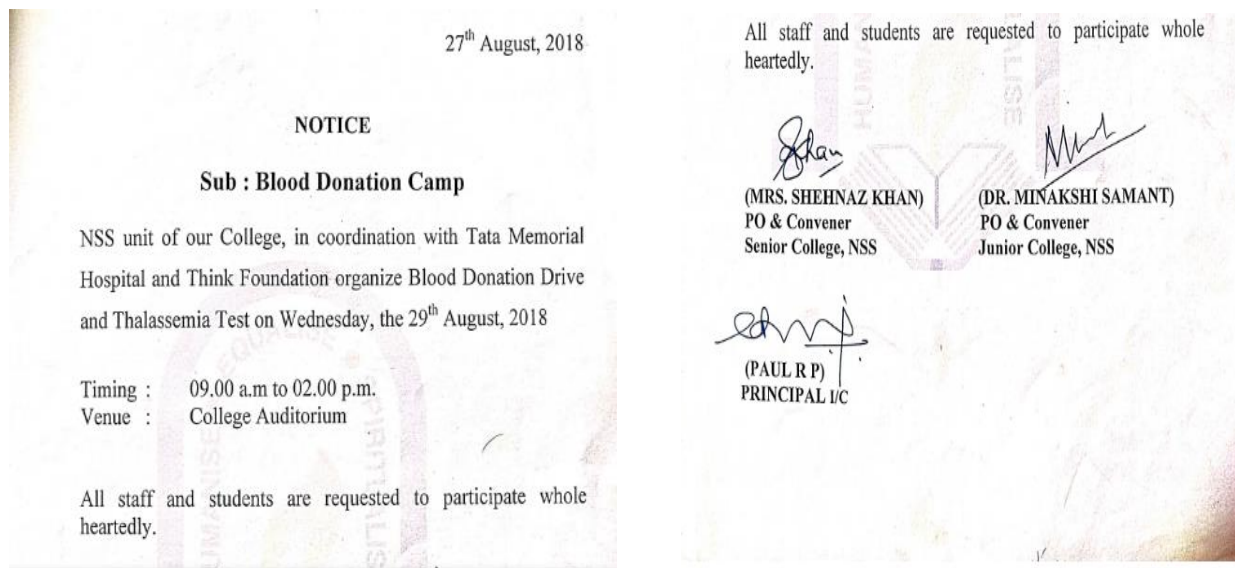 27th August, 2018
NOTICE
Sub : Blood Donation Camp
NSS unit of our College, in coordination with Tata Memorial
Hospital and Think Foundation organize Blood Donation Drive
and Thalassemia Test on Wednesday, the 29th August, 2018
Timing : 09.00 a.m to 02.00 p.m.
Venue : College Auditorium
All staff and students are requested to participate whole
heartedly.
EQUALISE
HUMANISE
SPIRITUALISE
All staff and students are requested to participate whole
heartedly.
(MRS. SHEHNAZ KHAN) (DR. MINAKSHI SAMANT)
PO & Convener PO & Convener
Senior College, NSS Junior College, NSS
(PAUL R P)
PRINCIPAL I/C